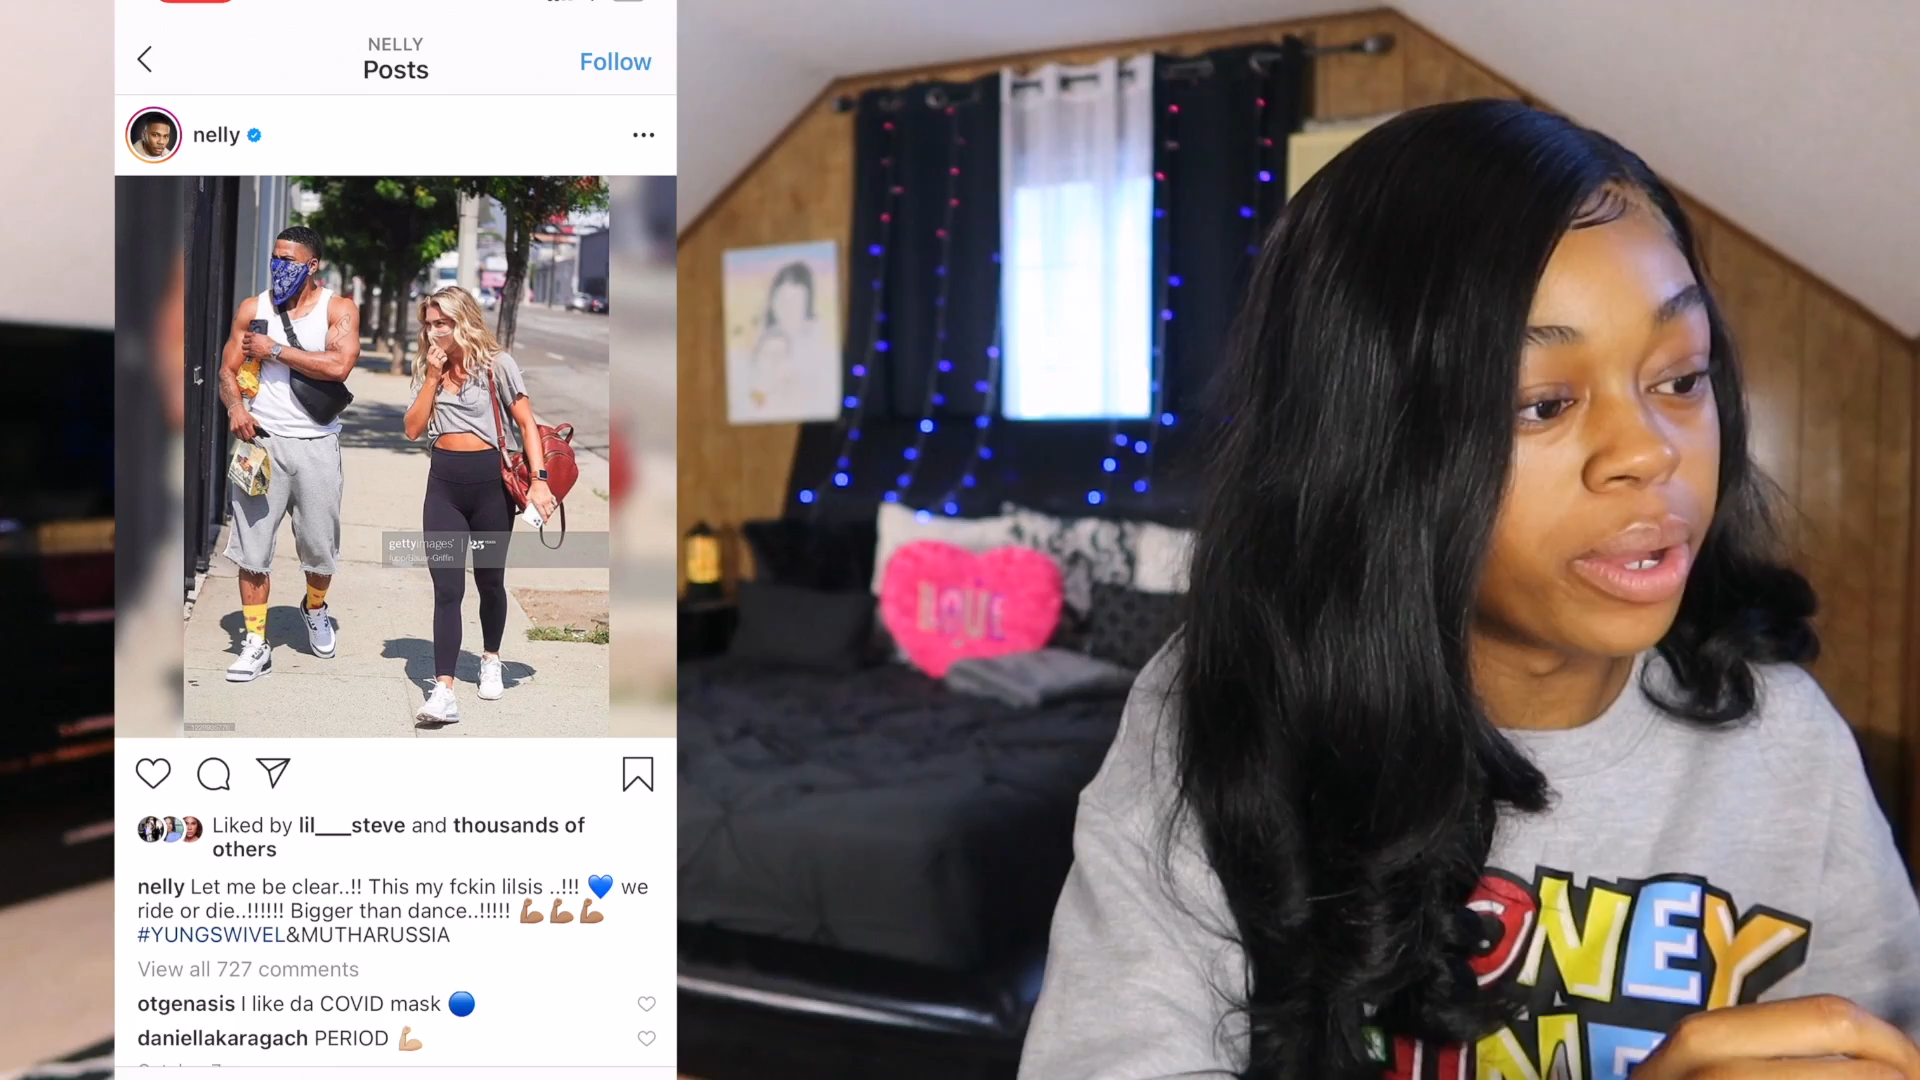 NELLY
Posts
Follow
nelly
gettyimages
25
Liked by lil___steve and thousands of
others
nelly Let me be clear..!! This my fckin lilsis ..!!! 💙 we
ride or die..!!!!!! Bigger than dance..!!!!! 💪🏽💪🏽💪🏽
#YUNGSWIVEL&MUTHARUSSIA
View all 727 comments
otgenasis I like da COVID mask 🔵
daniellakaragach PERIOD 💪🏼
LOVE
ONEY